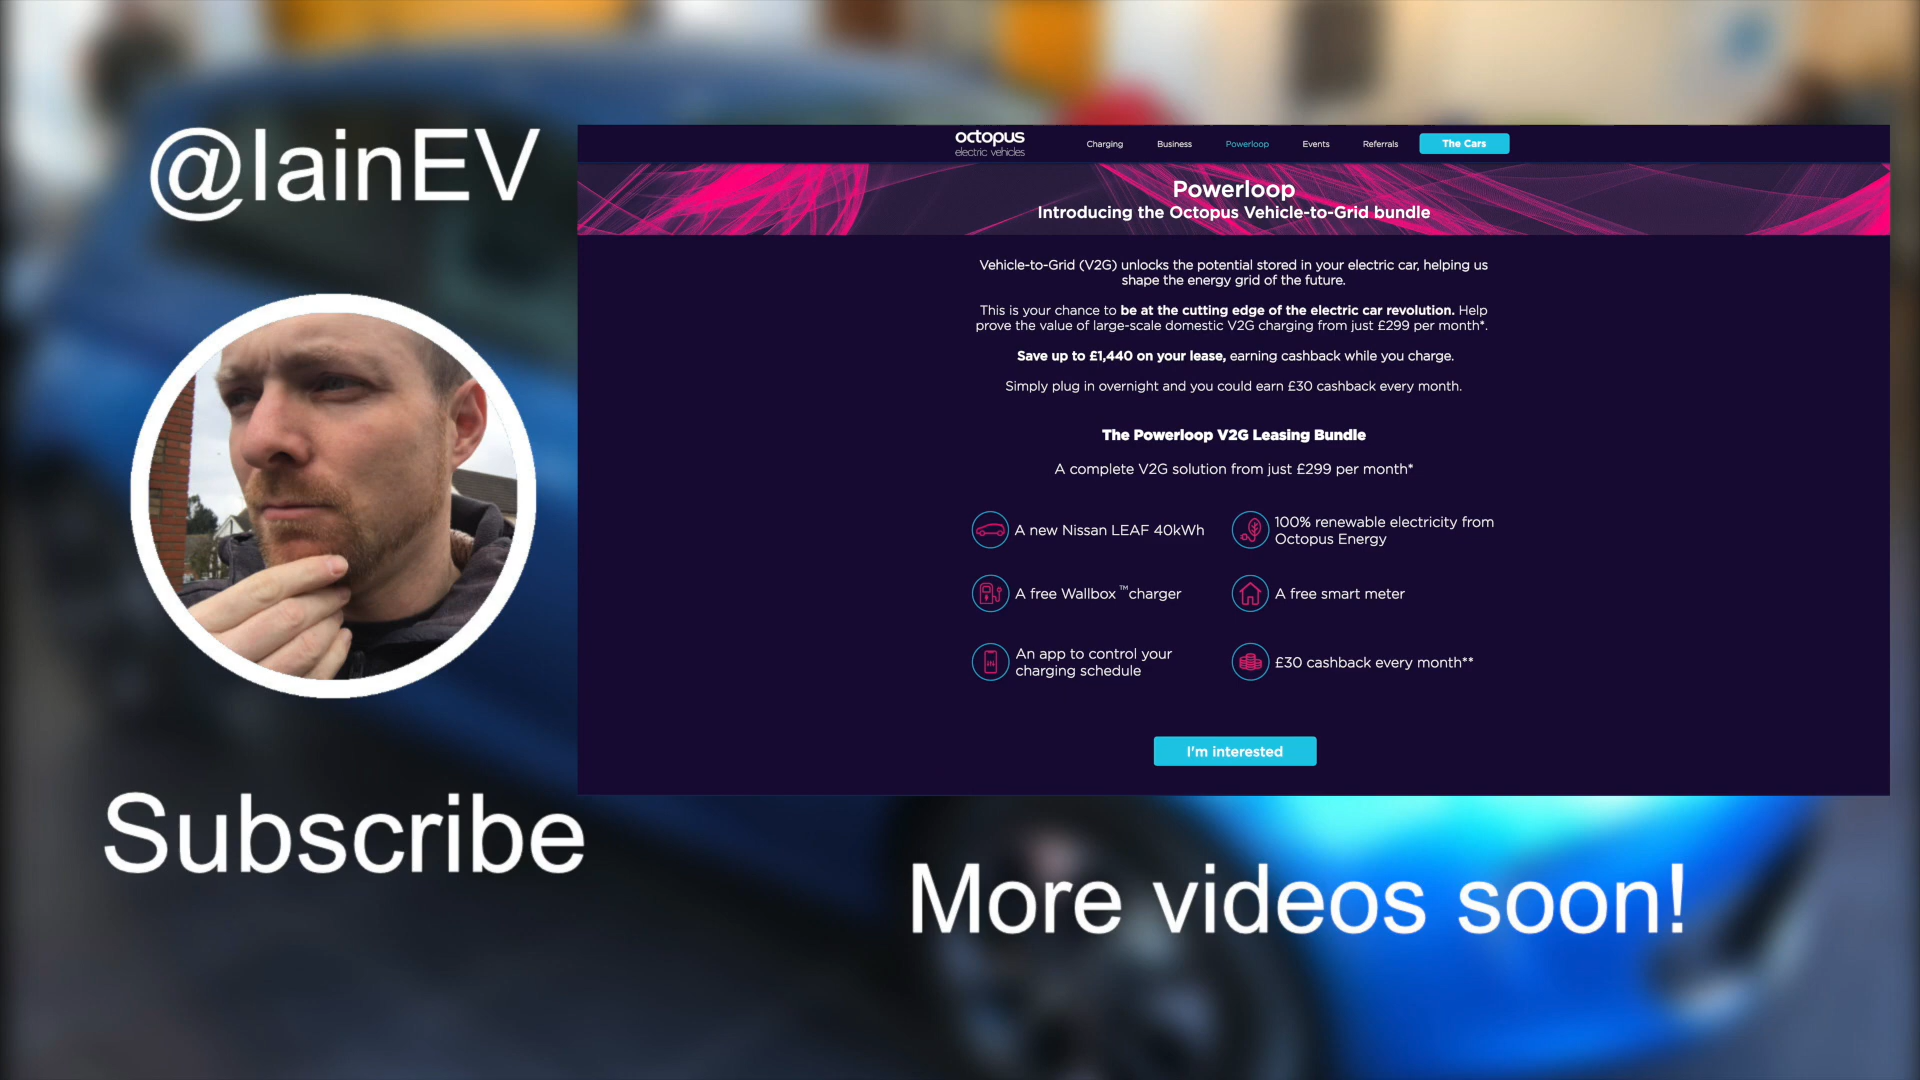 @IainEV
octopus
electric vehicles
Charging
Business
Powerloop
Events
Referrals
The Cars
Powerloop
Introducing the Octopus Vehicle-to-Grid bundle
Vehicle-to-Grid (V2G) unlocks the potential stored in your electric car, helping us
shape the energy grid of the future.
This is your chance to be at the cutting edge of the electric car revolution. Help
prove the value of large-scale domestic V2G charging from just £299 per month*.
Save up to £1,440 on your lease, earning cashback while you charge.
Simply plug in overnight and you could earn £30 cashback every month.
The Powerloop V2G Leasing Bundle
A complete V2G solution from just £299 per month*
A new Nissan LEAF 40kWh
100% renewable electricity from
Octopus Energy
A free Wallbox ™charger
A free smart meter
An app to control your
charging schedule
£30 cashback every month**
I'm interested
Subscribe
More videos soon!